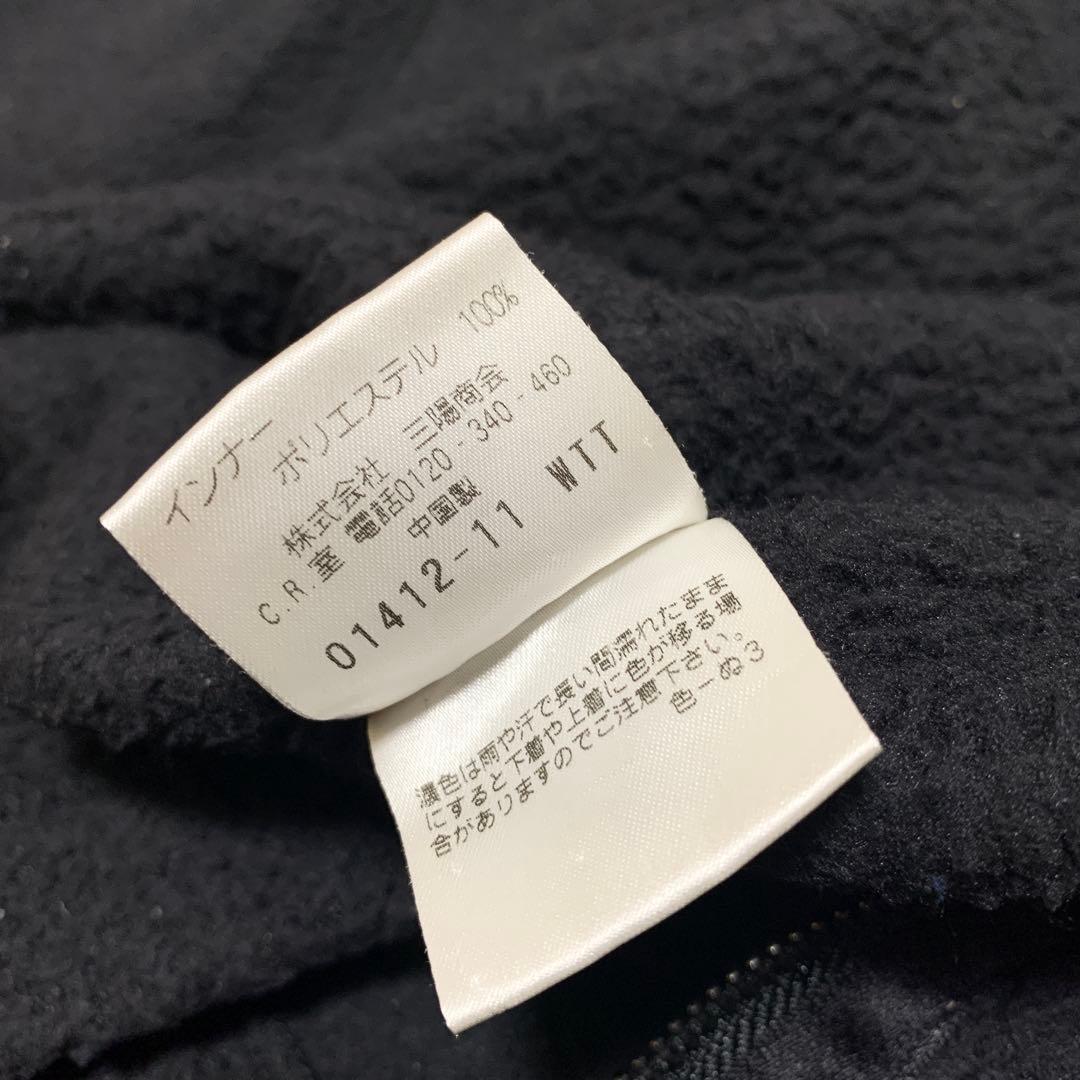 インナー
ポリエステル 100%
株式会社 三陽商会
C.R.室 電話0120-340-460
中国製
01412-11 WTT
濃色は雨や汗で長い間濡れたまま
にすると下着や上着に色が移る場
合がありますのでご注意下さい。
色ーぬ3